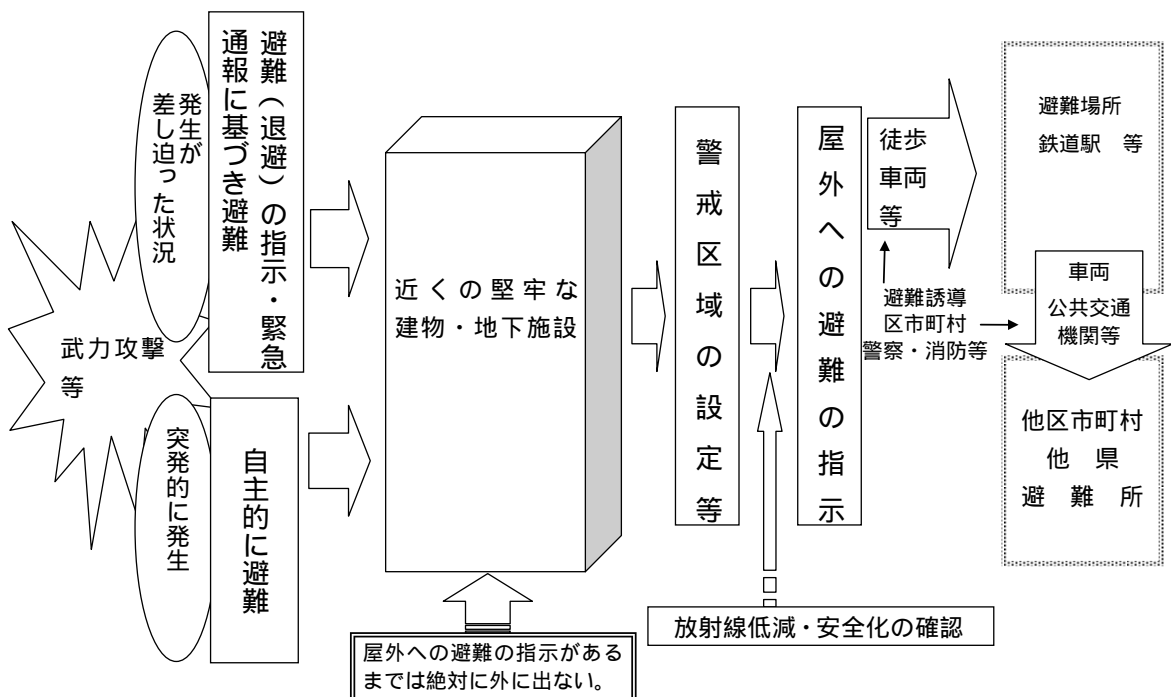 武力攻撃
等
発生が
差し迫った状況
避難（退避）の指示・緊急
通報に基づき避難
突発的に発生
自主的に避難
近くの堅牢な
建物・地下施設
屋外への避難の指示がある
までは絶対に外に出ない。
警戒区域の設定等
放射線低減・安全化の確認
屋外への避難の指示
徒歩
車両
等
避難誘導
区市町村
警察・消防等
避難場所
鉄道駅　等
車両
公共交通
機関等
他区市町村
他　県
避　難　所